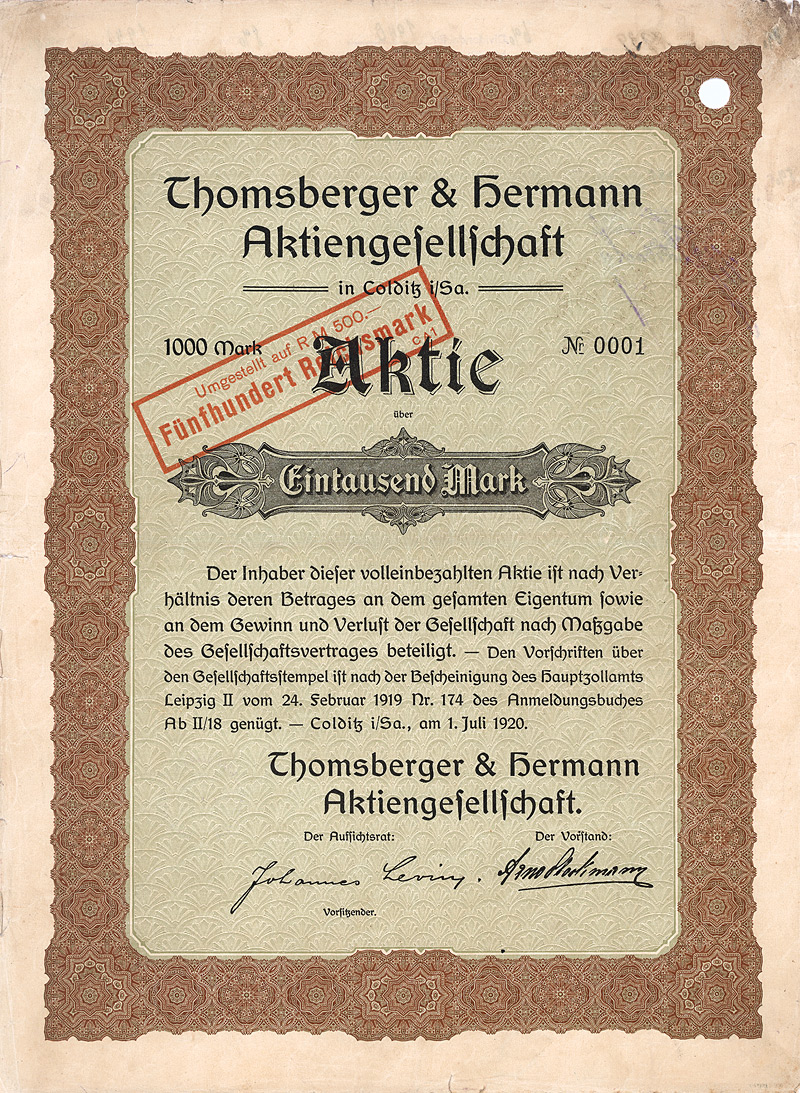 Thomsberger & Hermann
Aktiengeſellſchaft
in Colditz i/Sa.
1000 Mark
№ 0001
Umgestellt auf RM 500.—
Fünfhundert Reichsmark
CA1
Aktie
über
Eintausend Mark
Der Inhaber dieſer volleinbezahlten Aktie iſt nach Ver-
hältnis deren Betrages an dem geſamten Eigentum ſowie
an dem Gewinn und Verluſt der Geſellſchaft nach Maßgabe
des Geſellſchaftsvertrages beteiligt. — Den Vorſchriften über
den Geſellſchaftsſtempel iſt nach der Beſcheinigung des Hauptzollamts
Leipzig II vom 24. Februar 1919 Nr. 174 des Anmeldungsbuches
Ab II/18 genügt. — Colditz i/Sa., am 1. Juli 1920.
Thomsberger & Hermann
Aktiengeſellſchaft.
Der Auſſichtsrat:
Der Vorſtand:
Johannes
Vorſitzender.